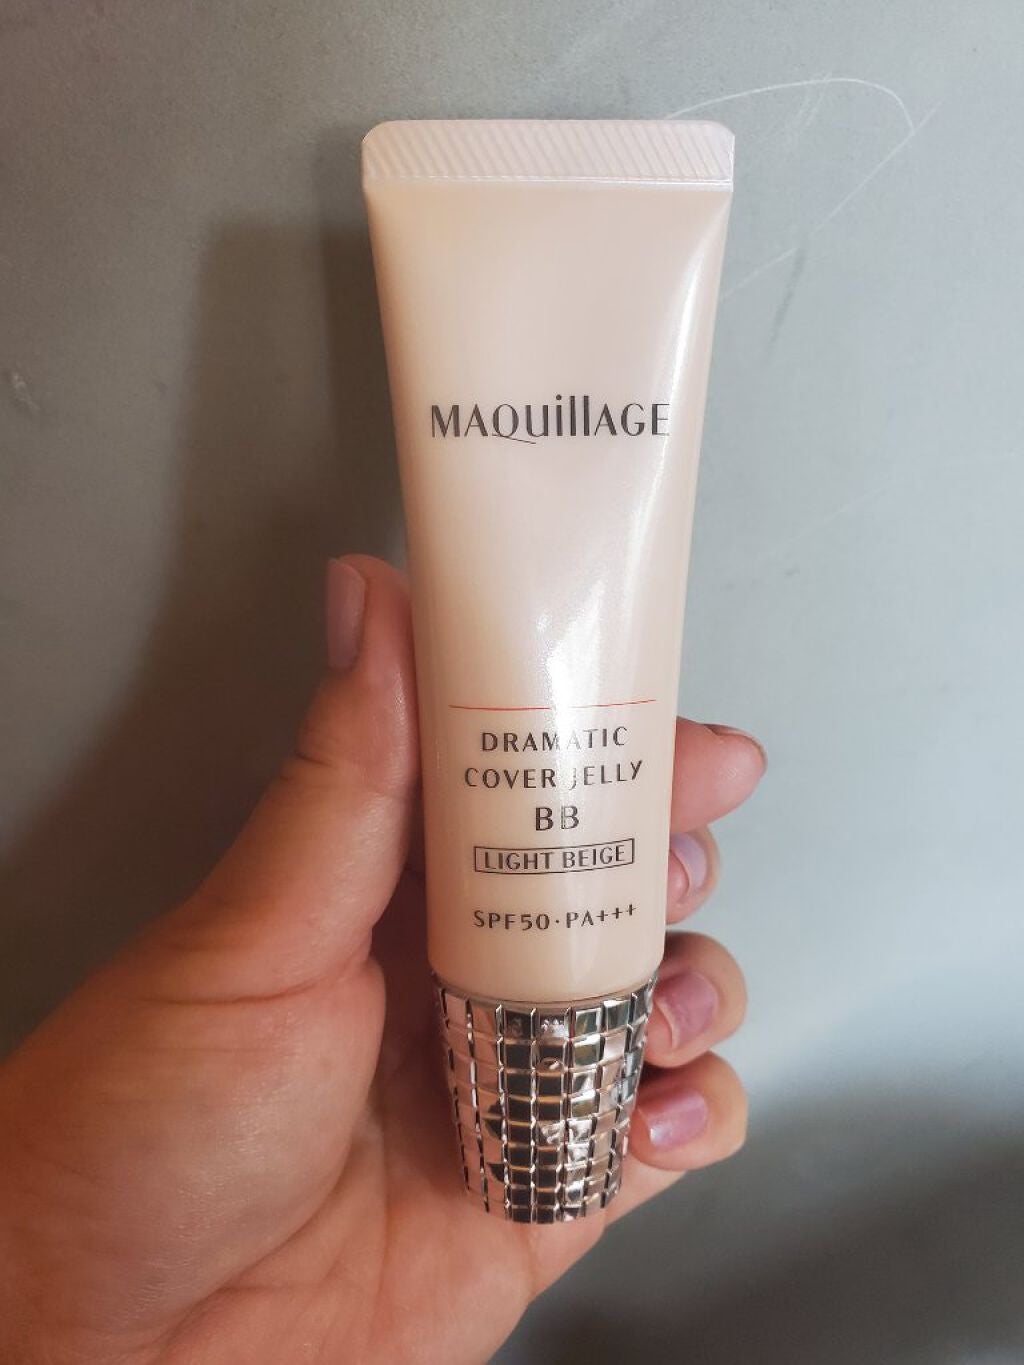 MAQuillAGE
DRAMATIC
COVER JELLY
BB
LIGHT BEIGE
SPF50·PA+++